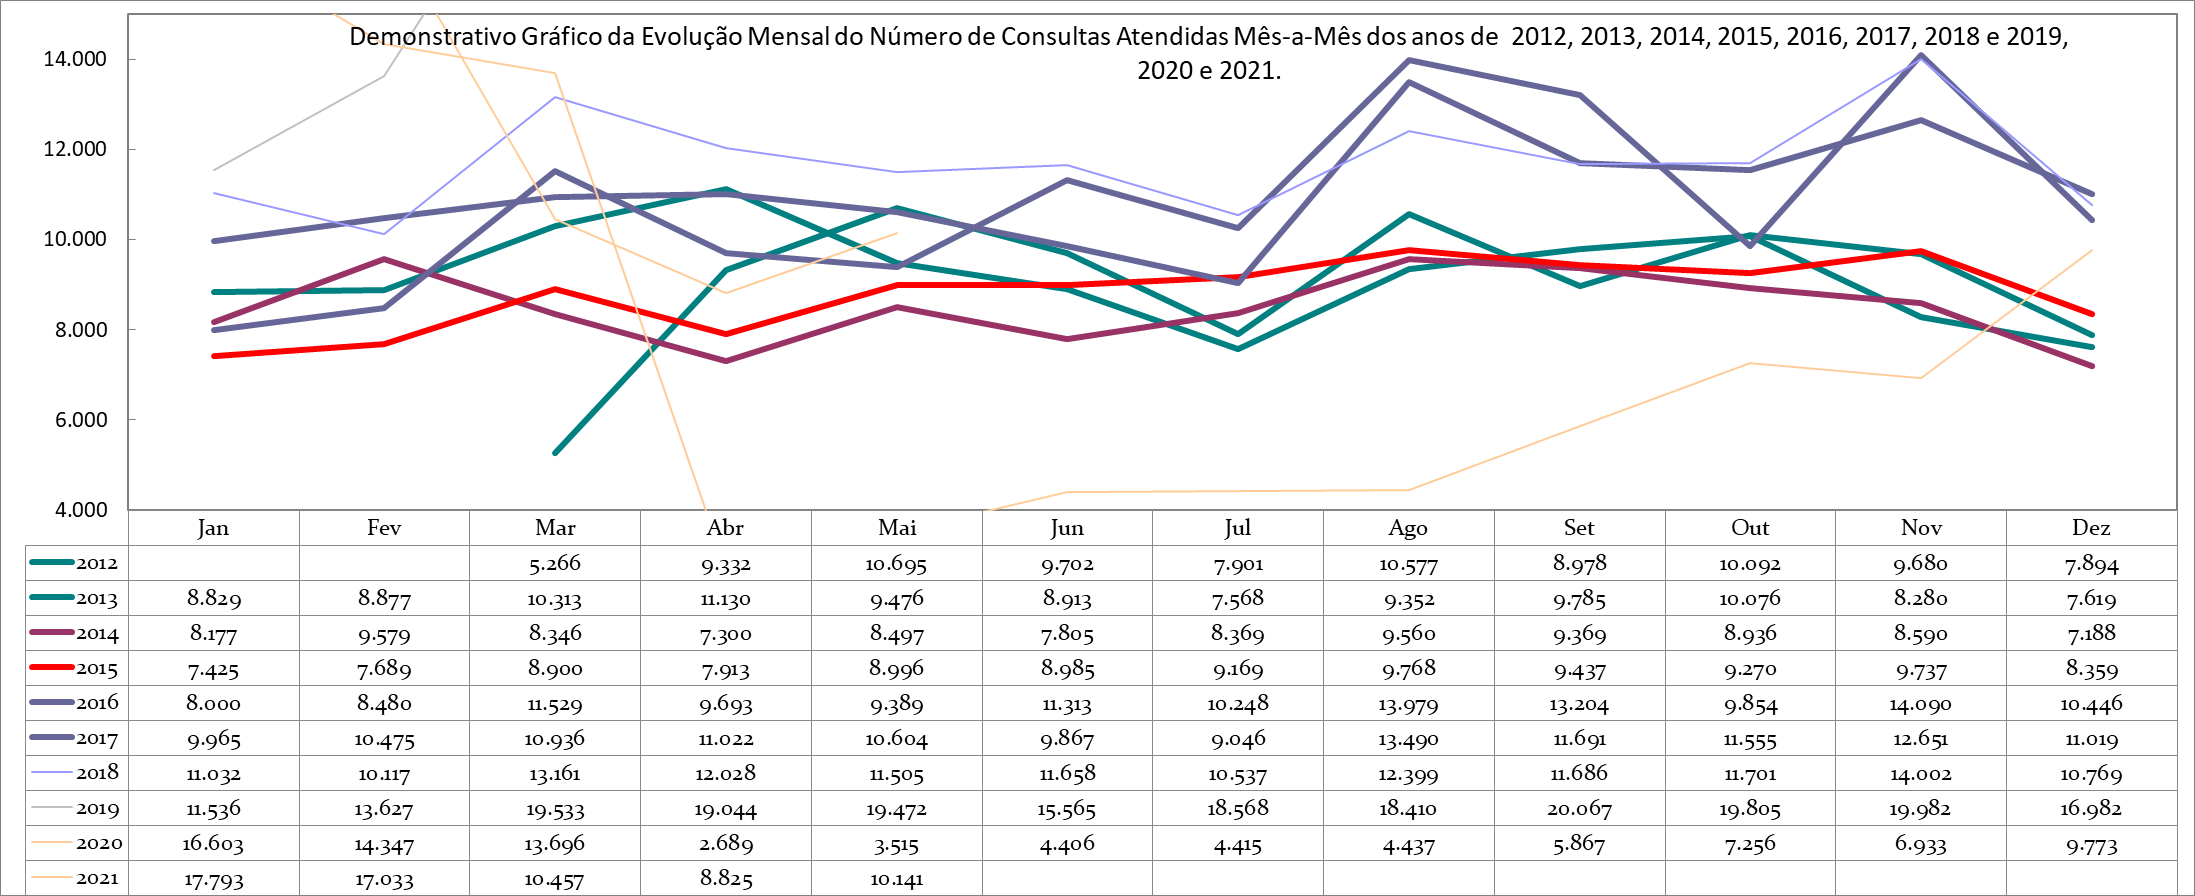 Demonstrativo Gráfico da Evolução Mensal do Número de Consultas Atendidas Mês-a-Mês dos anos de 2012, 2013, 2014, 2015, 2016, 2017, 2018 e 2019,
2020 e 2021.
14.000
12.000
10.000
8.000
6.000
4.000
Jan Fev Mar Abr Mai Jun Jul Ago Set Out Nov Dez
2012 5.266 9.332 10.695 9.702 7.901 10.577 8.978 10.092 9.680 7.894
2013 8.829 8.877 10.313 11.130 9.476 8.913 7.568 9.352 9.785 10.076 8.280 7.619
2014 8.177 9.579 8.346 7.300 8.497 7.805 8.369 9.560 9.369 8.936 8.590 7.188
2015 7.425 7.689 8.900 7.913 8.996 8.985 9.169 9.768 9.437 9.270 9.737 8.359
2016 8.000 8.480 11.529 9.693 9.389 11.313 10.248 13.979 13.204 9.854 14.090 10.446
2017 9.965 10.475 10.936 11.022 10.604 9.867 9.046 13.490 11.691 11.555 12.651 11.019
2018 11.032 10.117 13.161 12.028 11.505 11.658 10.537 12.399 11.686 11.701 14.002 10.769
2019 11.536 13.627 19.533 19.044 19.472 15.565 18.568 18.410 20.067 19.805 19.982 16.982
2020 16.603 14.347 13.696 2.689 3.515 4.406 4.415 4.437 5.867 7.256 6.933 9.773
2021 17.793 17.033 10.457 8.825 10.141